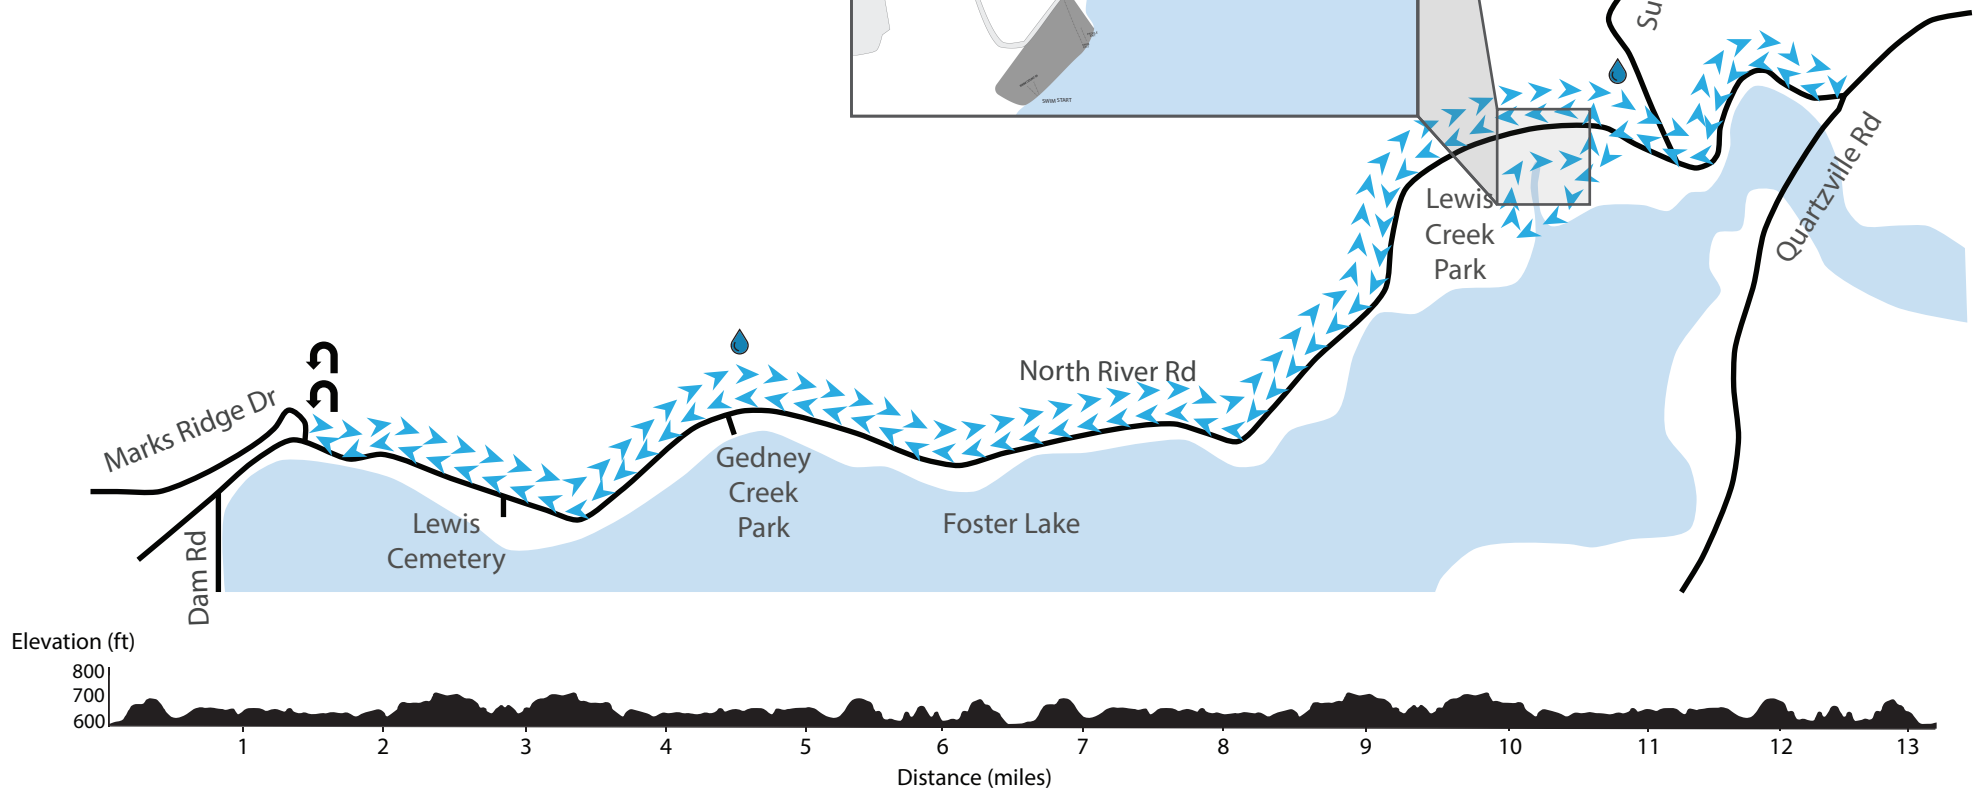 SWIM START
Su
Quartzville Rd
Lewis
Creek
Park
North River Rd
Marks Ridge Dr
Gedney
Creek
Park
Lewis
Cemetery
Foster Lake
Dam Rd
Elevation (ft)
800
700
600
1 2 3 4 5 6 7 8 9 10 11 12 13
Distance (miles)